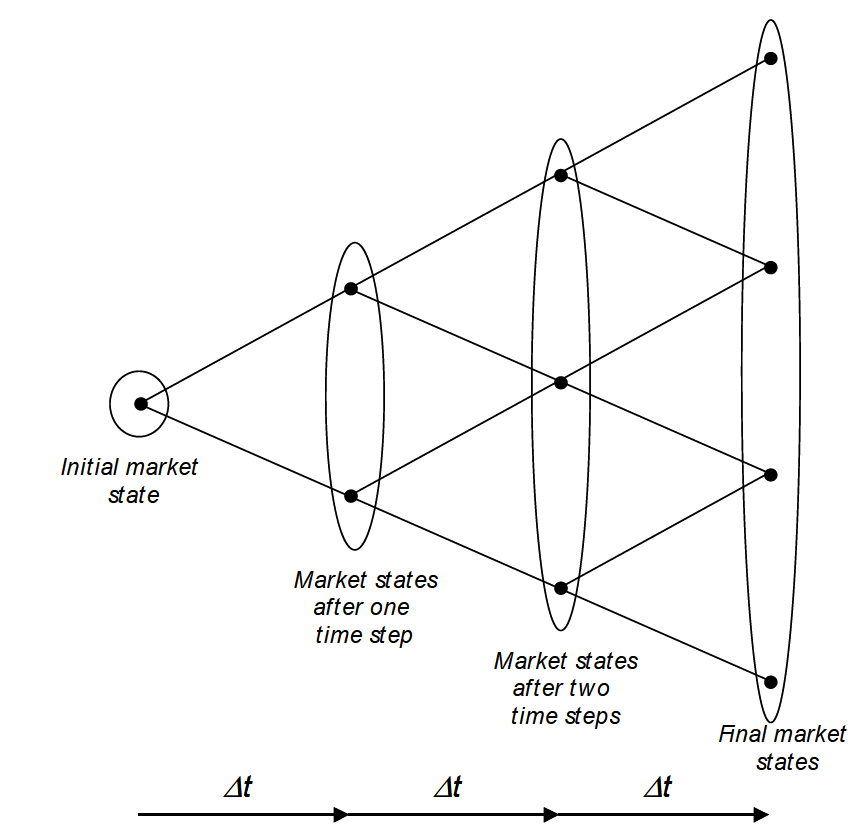 Initial market
state
Market states
after one
time step
Market states
after two
time steps
Final market
states
Δt
Δt
Δt